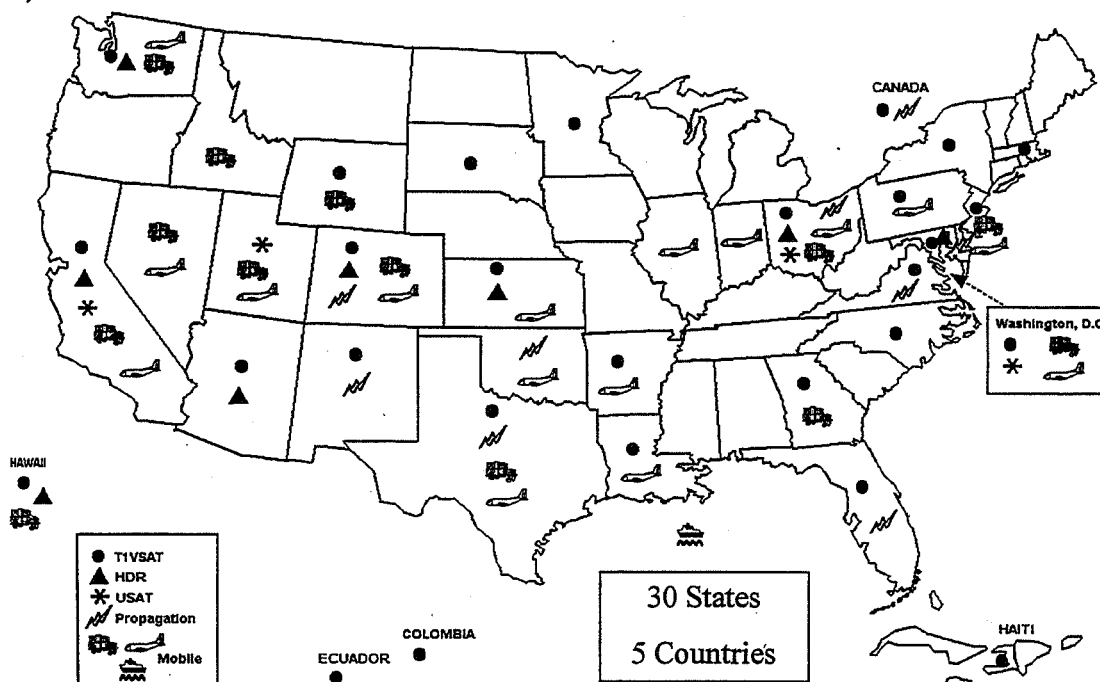 CANADA
Washington, D.C
HAWAII
T1VSAT
HDR
USAT
Propagation
Mobile
30 States
5 Countries
COLOMBIA
ECUADOR
HAITI